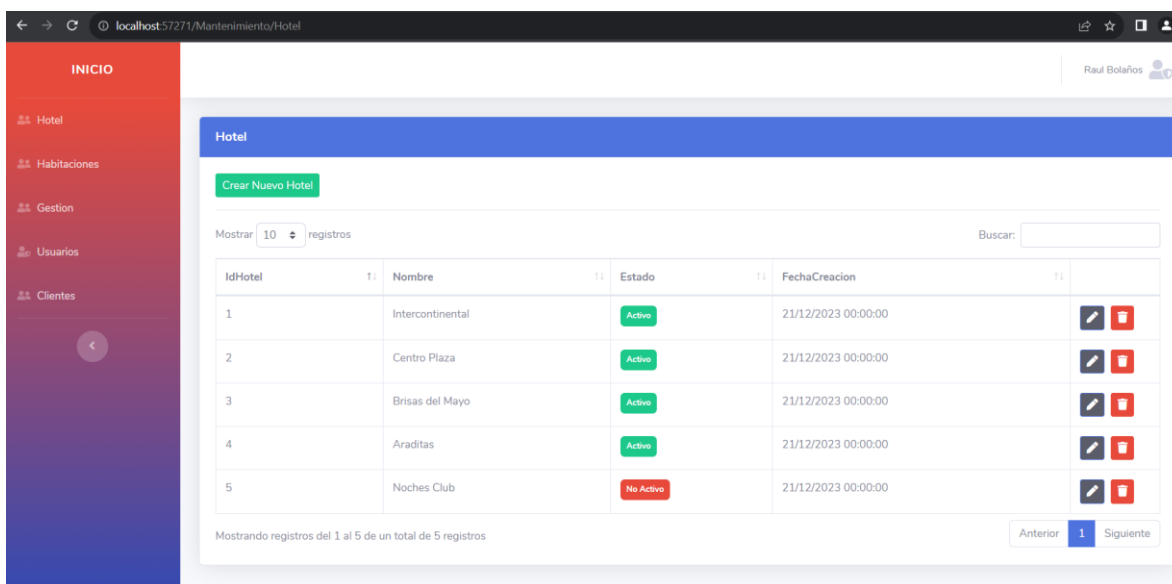 localhost:57271/Mantenimiento/Hotel
INICIO
Raul Bolaños
Hotel
Habitaciones
Gestion
Usuarios
Clientes
Hotel
Crear Nuevo Hotel
Mostrar 10 registros
Buscar:
IdHotel Nombre Estado FechaCreacion
1 Intercontinental Activo 21/12/2023 00:00:00
2 Centro Plaza Activo 21/12/2023 00:00:00
3 Brisas del Mayo Activo 21/12/2023 00:00:00
4 Araditas Activo 21/12/2023 00:00:00
5 Noches Club No Activo 21/12/2023 00:00:00
Mostrando registros del 1 al 5 de un total de 5 registros
Anterior 1 Siguiente